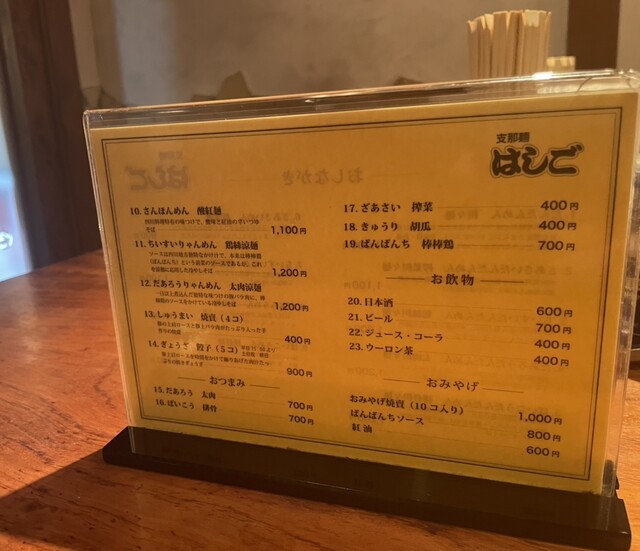 支那麺
はしご
10. さんほんめん 酸紅麺
1,100円
11. ちいすいりゃんめん 鶏絲涼麺
1,200円
12. だあろうりゃんめん 太肉涼麺
1,200円
13. しゅうまい 焼賣（4コ）
400円
14. ぎょうざ 餃子（5コ）
900円
おつまみ
15. だあろう 太肉 700円
16. ぱいこう 排骨 700円
17. ざあさい 搾菜 400円
18. きゅうり 胡瓜 400円
19. ばんばんち 棒棒鶏 700円
お飲物
20. 日本酒 600円
21. ビール 700円
22. ジュース・コーラ 400円
23. ウーロン茶 400円
おみやげ
おみやげ焼賣（10コ入り） 1,000円
ばんばんちソース 800円
紅油 600円